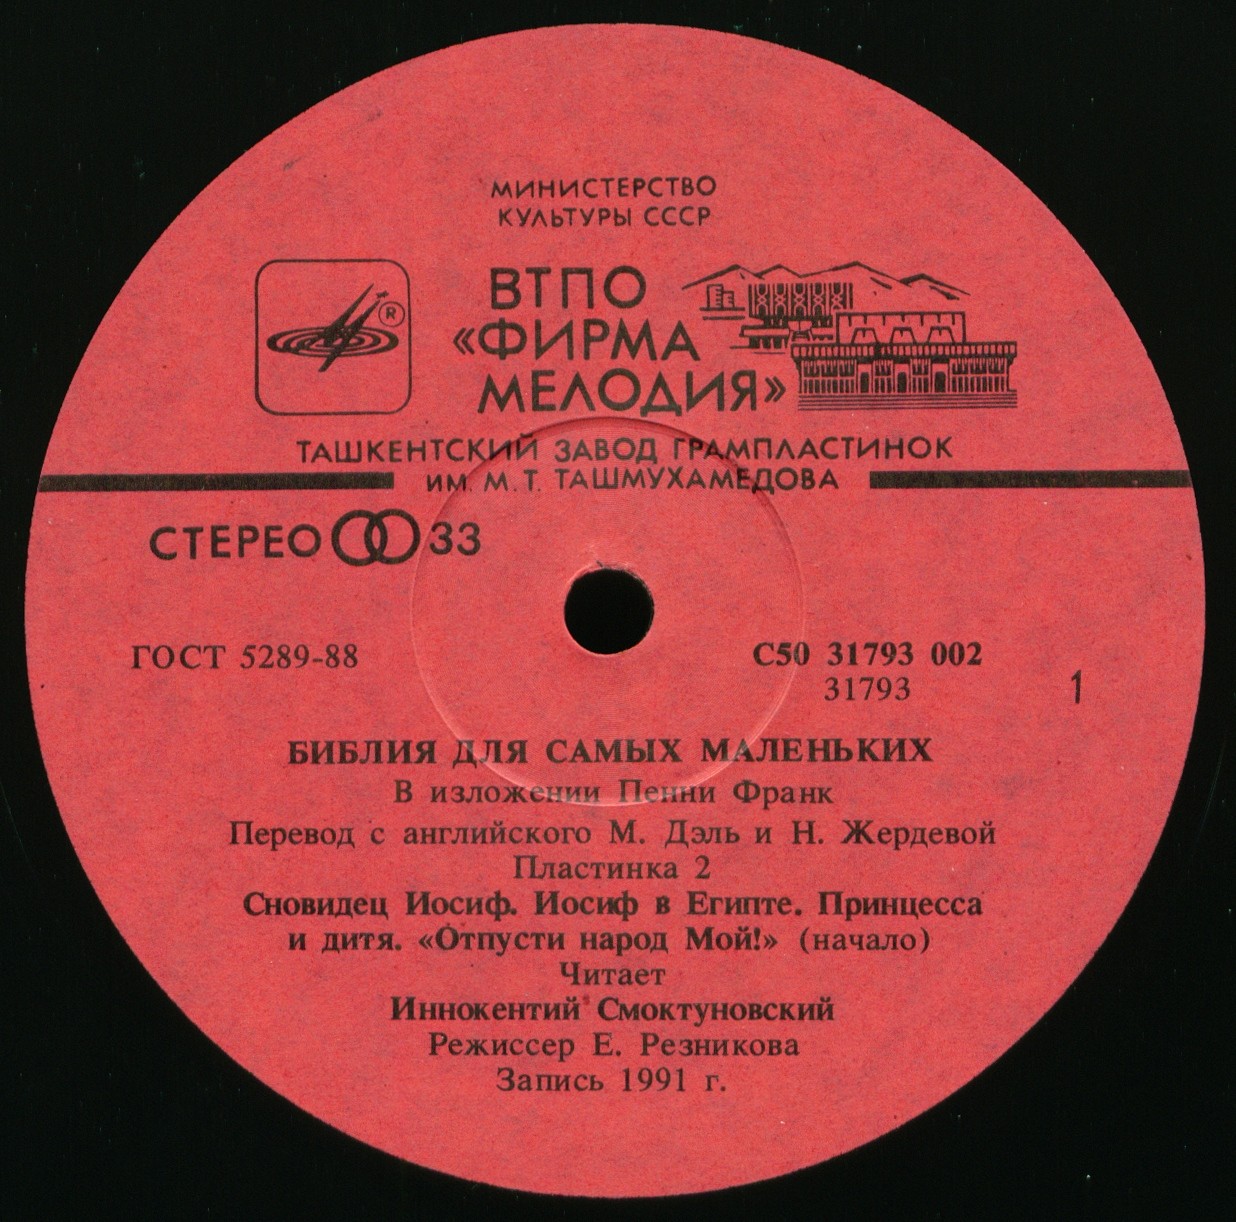 МИНИСТЕРСТВО
КУЛЬТУРЫ СССР
ВТПО
«ФИРМА
МЕЛОДИЯ»
®
ТАШКЕНТСКИЙ ЗАВОД ГРАМПЛАСТИНОК
ИМ. М. Т. ТАШМУХАМЕДОВА
СТЕРЕО 33
ГОСТ 5289-88
С50 31793 002
31793
1
БИБЛИЯ ДЛЯ САМЫХ МАЛЕНЬКИХ
В изложении Пенни Франк
Перевод с английского М. Дэль и Н. Жердевой
Пластинка 2
Сновидец Иосиф. Иосиф в Египте. Принцесса
и дитя. «Отпусти народ Мой!» (начало)
Читает
Иннокентий Смоктуновский
Режиссер Е. Резникова
Запись 1991 г.